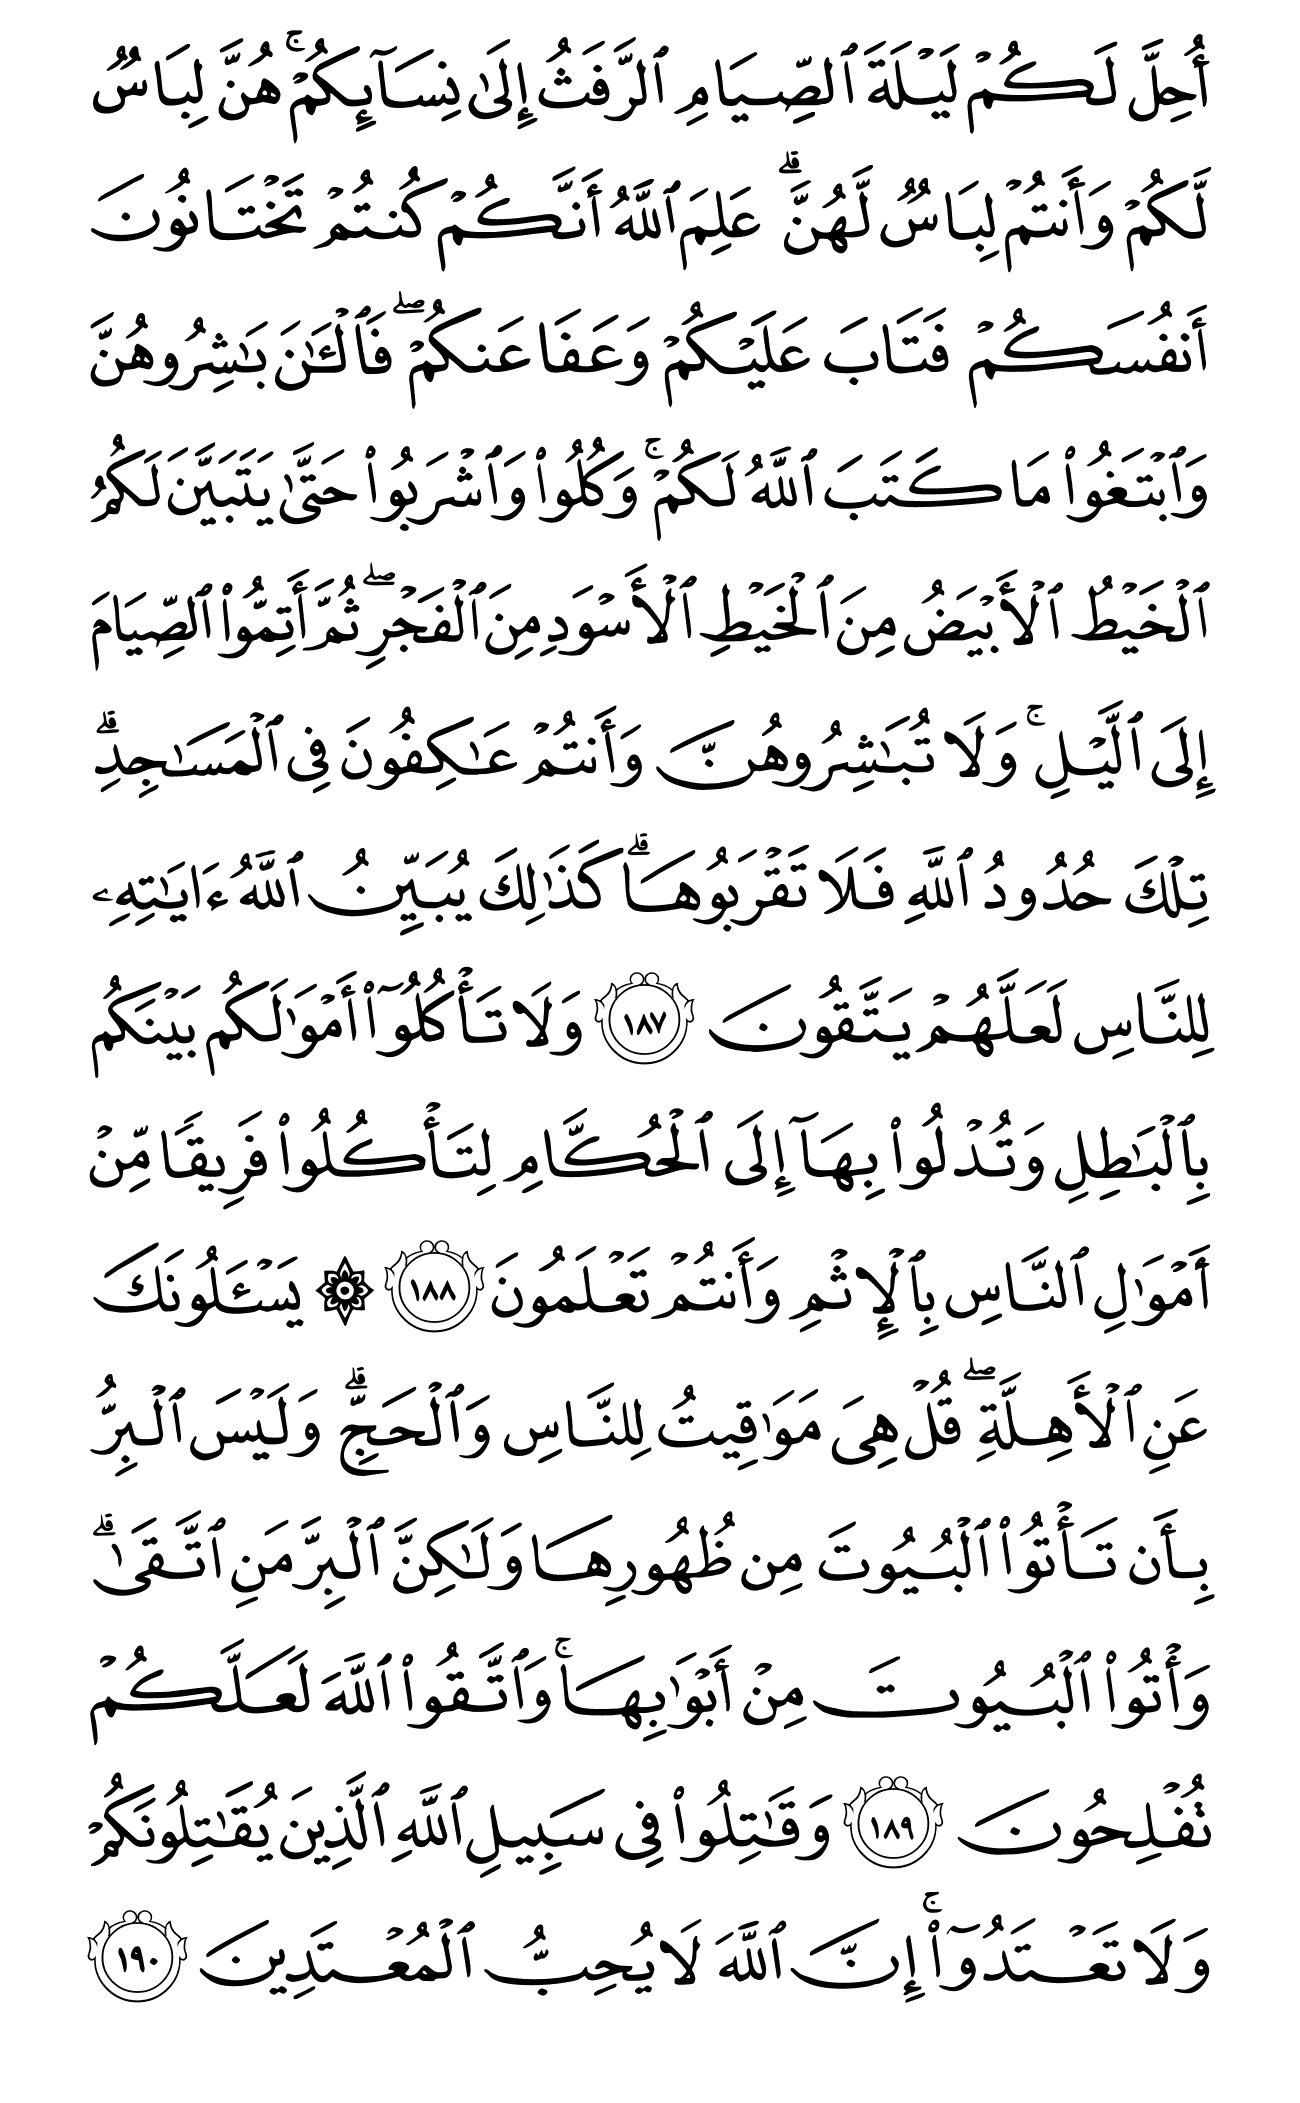 أُحِلَّ لَكُمْ لَيْلَةَ ٱلصِّيَامِ ٱلرَّفَثُ إِلَىٰ نِسَآئِكُمْۚ هُنَّ لِبَاسٌ
لَّكُمْ وَأَنتُمْ لِبَاسٌ لَّهُنَّۗ عَلِمَ ٱللَّهُ أَنَّكُمْ كُنتُمْ تَخْتَانُونَ
أَنفُسَكُمْ فَتَابَ عَلَيْكُمْ وَعَفَا عَنكُمْۖ فَٱلْـَٰٔنَ بَٰشِرُوهُنَّ
وَٱبْتَغُوا۟ مَا كَتَبَ ٱللَّهُ لَكُمْۚ وَكُلُوا۟ وَٱشْرَبُوا۟ حَتَّىٰ يَتَبَيَّنَ لَكُمُ
ٱلْخَيْطُ ٱلْأَبْيَضُ مِنَ ٱلْخَيْطِ ٱلْأَسْوَدِ مِنَ ٱلْفَجْرِۖ ثُمَّ أَتِمُّوا۟ ٱلصِّيَامَ
إِلَى ٱلَّيْلِۚ وَلَا تُبَٰشِرُوهُنَّ وَأَنتُمْ عَٰكِفُونَ فِى ٱلْمَسَٰجِدِۗ
تِلْكَ حُدُودُ ٱللَّهِ فَلَا تَقْرَبُوهَاۗ كَذَٰلِكَ يُبَيِّنُ ٱللَّهُ ءَايَٰتِهِۦ
لِلنَّاسِ لَعَلَّهُمْ يَتَّقُونَ ١٨٧ وَلَا تَأْكُلُوٓا۟ أَمْوَٰلَكُم بَيْنَكُم
بِٱلْبَٰطِلِ وَتُدْلُوا۟ بِهَآ إِلَى ٱلْحُكَّامِ لِتَأْكُلُوا۟ فَرِيقًا مِّنْ
أَمْوَٰلِ ٱلنَّاسِ بِٱلْإِثْمِ وَأَنتُمْ تَعْلَمُونَ ١٨٨ ۞ يَسْـَٔلُونَكَ
عَنِ ٱلْأَهِلَّةِۖ قُلْ هِىَ مَوَٰقِيتُ لِلنَّاسِ وَٱلْحَجِّۗ وَلَيْسَ ٱلْبِرُّ
بِأَن تَأْتُوا۟ ٱلْبُيُوتَ مِن ظُهُورِهَا وَلَٰكِنَّ ٱلْبِرَّ مَنِ ٱتَّقَىٰۗ
وَأْتُوا۟ ٱلْبُيُوتَ مِنْ أَبْوَٰبِهَاۚ وَٱتَّقُوا۟ ٱللَّهَ لَعَلَّكُمْ
تُفْلِحُونَ ١٨٩ وَقَٰتِلُوا۟ فِى سَبِيلِ ٱللَّهِ ٱلَّذِينَ يُقَٰتِلُونَكُمْ
وَلَا تَعْتَدُوٓا۟ۚ إِنَّ ٱللَّهَ لَا يُحِبُّ ٱلْمُعْتَدِينَ ١٩٠